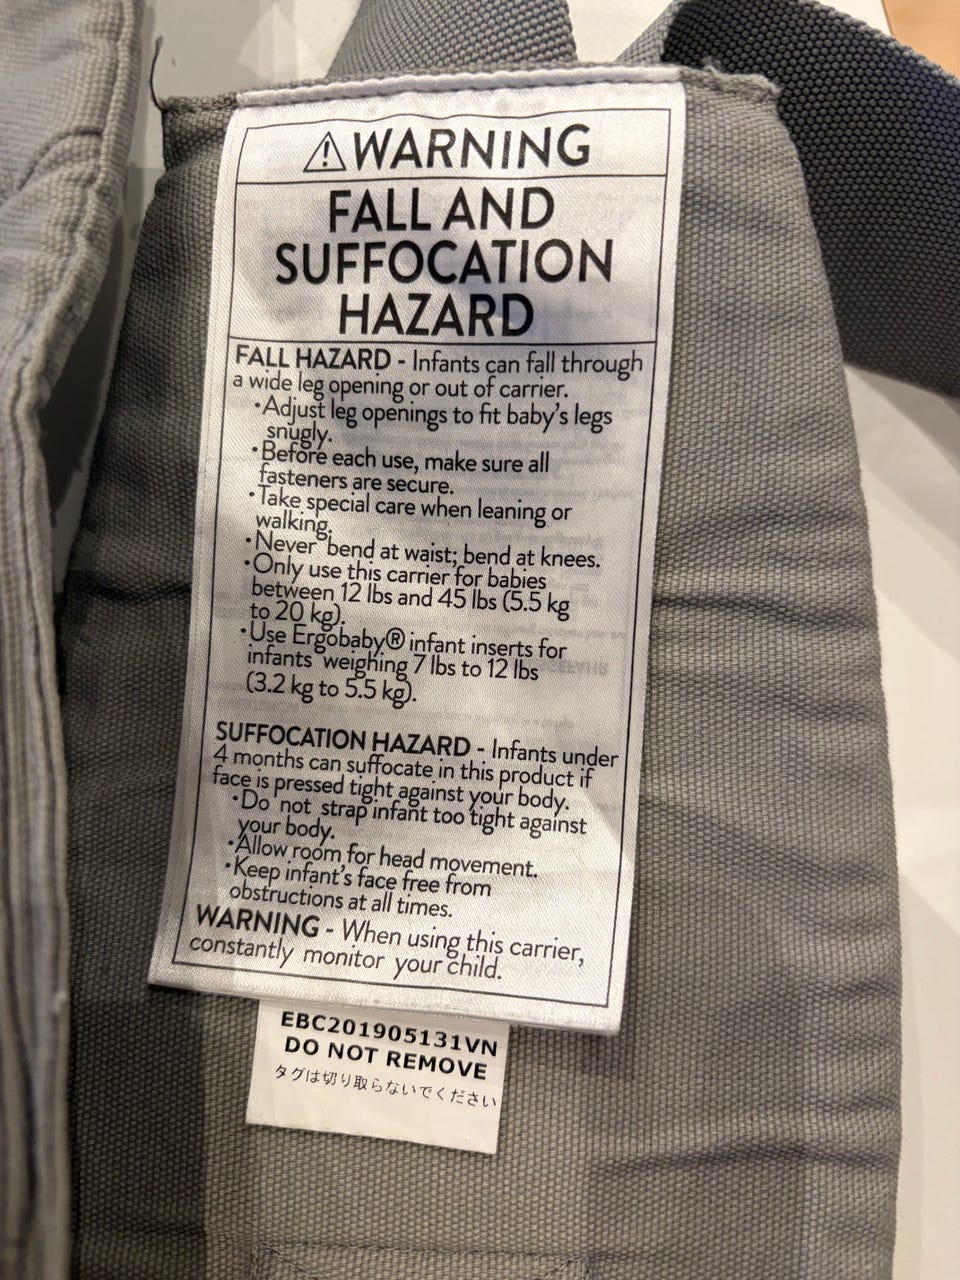 ⚠WARNING
FALL AND
SUFFOCATION
HAZARD
FALL HAZARD - Infants can fall through
a wide leg opening or out of carrier.
•Adjust leg openings to fit baby's legs
snugly.
•Before each use, make sure all
fasteners are secure.
•Take special care when leaning or
walking.
•Never bend at waist; bend at knees.
•Only use this carrier for babies
between 12 lbs and 45 lbs (5.5 kg
to 20 kg).
•Use Ergobaby® infant inserts for
infants weighing 7 lbs to 12 lbs
(3.2 kg to 5.5 kg).
SUFFOCATION HAZARD - Infants under
4 months can suffocate in this product if
face is pressed tight against your body.
•Do not strap infant too tight against
your body.
•Allow room for head movement.
•Keep infant's face free from
obstructions at all times.
WARNING - When using this carrier,
constantly monitor your child.
EBC201905131VN
DO NOT REMOVE
タグは切り取らないでください